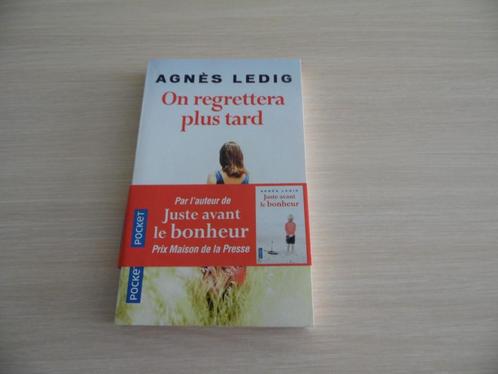 AGNÈS LEDIG
On regrettera
plus tard
POCKET
Par l'auteur de
Juste avant
le bonheur
Prix Maison de la Presse
AGNÈS LEDIG
Juste avant
le bonheur
POCKET